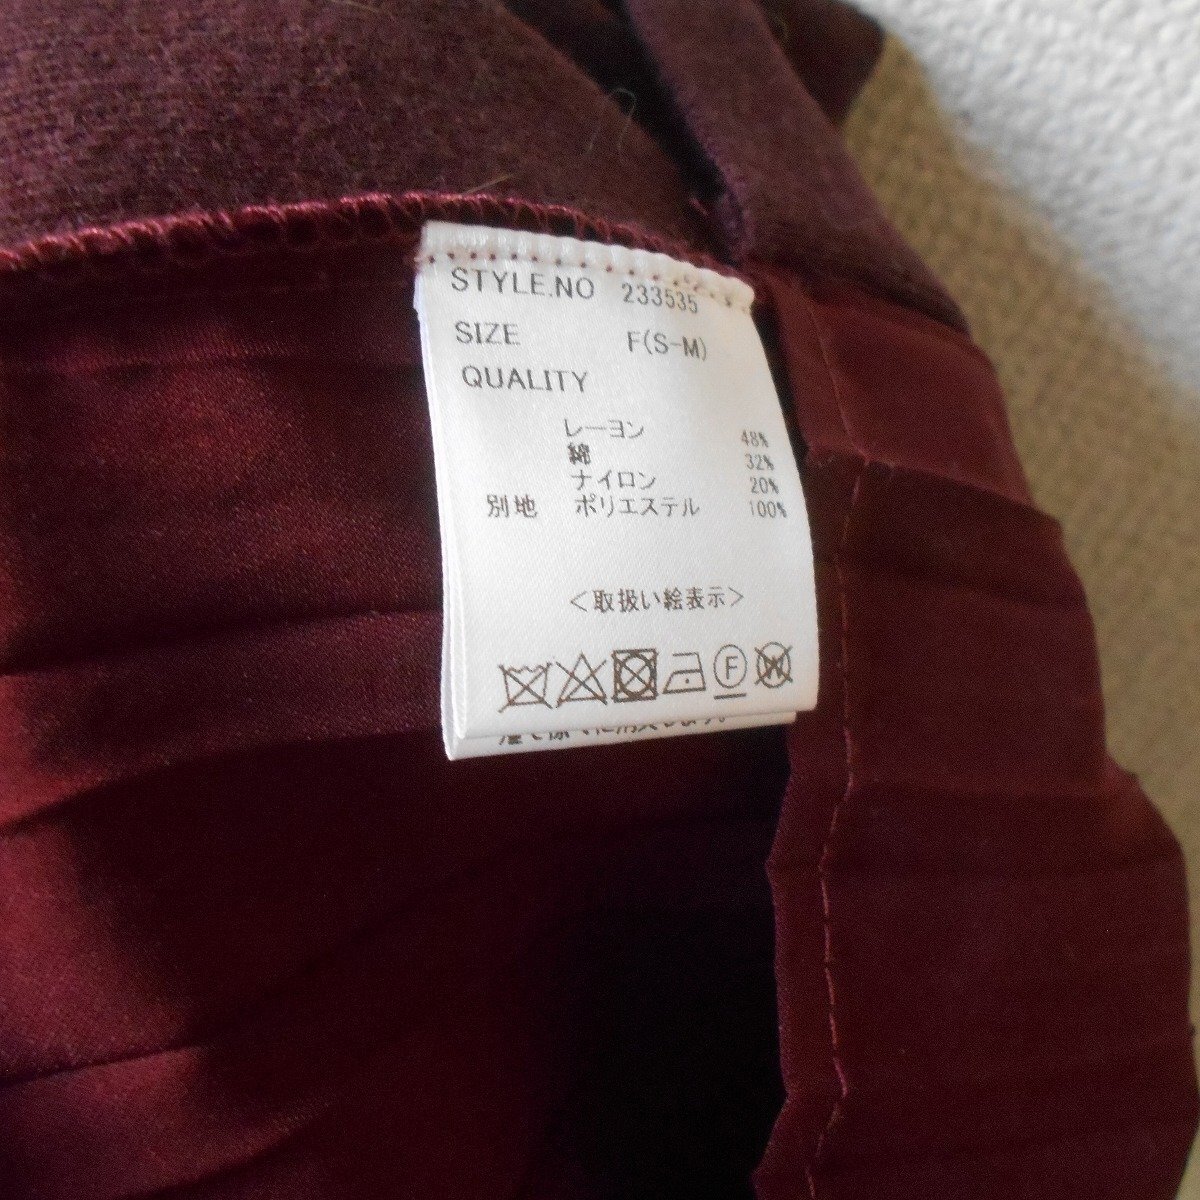 STYLE.NO 233535
SIZE F(S-M)
QUALITY
レーヨン 48%
綿 32%
ナイロン 20%
別地 ポリエステル 100%
＜取扱い絵表示＞
F W